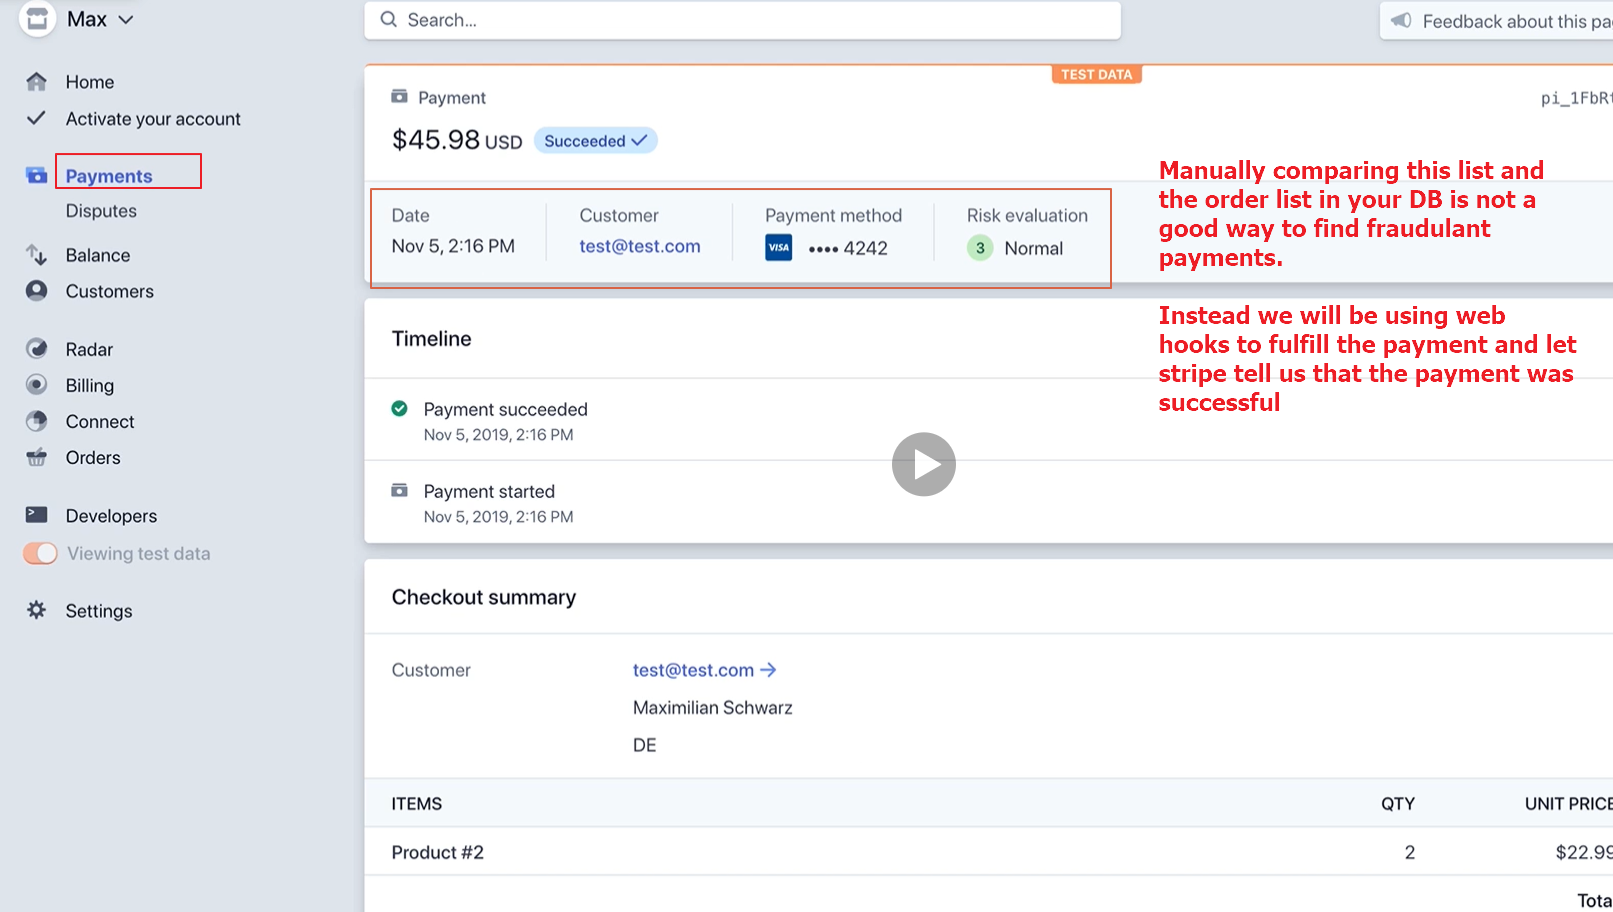 Max
Search...
Feedback about this
Home
Activate your account
Payments
Disputes
Balance
Customers
Radar
Billing
Connect
Orders
Developers
Viewing test data
Settings
TEST DATA
Payment
$45.98 USD Succeeded
Date
Nov 5, 2:16 PM
Customer
test@test.com
Payment method
VISA •••• 4242
Risk evaluation
3 Normal
Manually comparing this list and
the order list in your DB is not a
good way to find fraudulant
payments.
Instead we will be using web
hooks to fulfill the payment and let
stripe tell us that the payment was
successful
Timeline
Payment succeeded
Nov 5, 2019, 2:16 PM
Payment started
Nov 5, 2019, 2:16 PM
Checkout summary
Customer
test@test.com →
Maximilian Schwarz
DE
ITEMS QTY UNIT PRICE
Product #2 2 $22.99